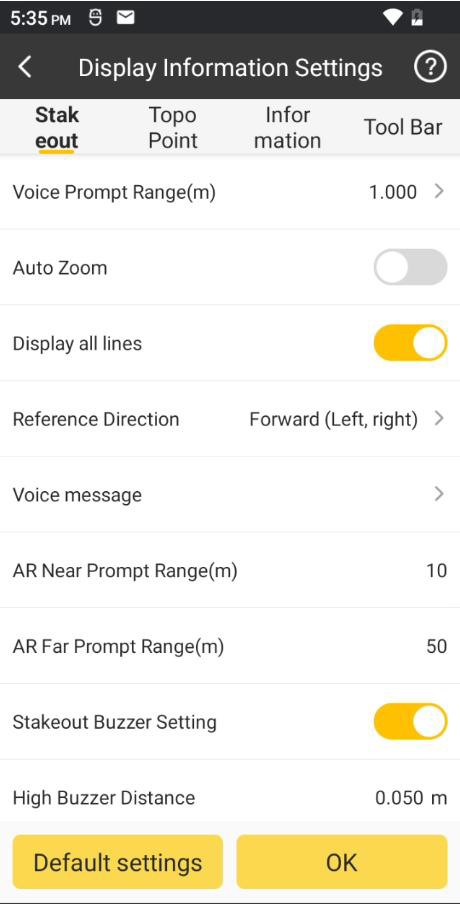 5:35 PM
Display Information Settings
Stak
eout
Topo
Point
Infor
mation
Tool Bar
Voice Prompt Range(m) 1.000
Auto Zoom
Display all lines
Reference Direction Forward (Left, right)
Voice message
AR Near Prompt Range(m) 10
AR Far Prompt Range(m) 50
Stakeout Buzzer Setting
High Buzzer Distance 0.050 m
Default settings OK